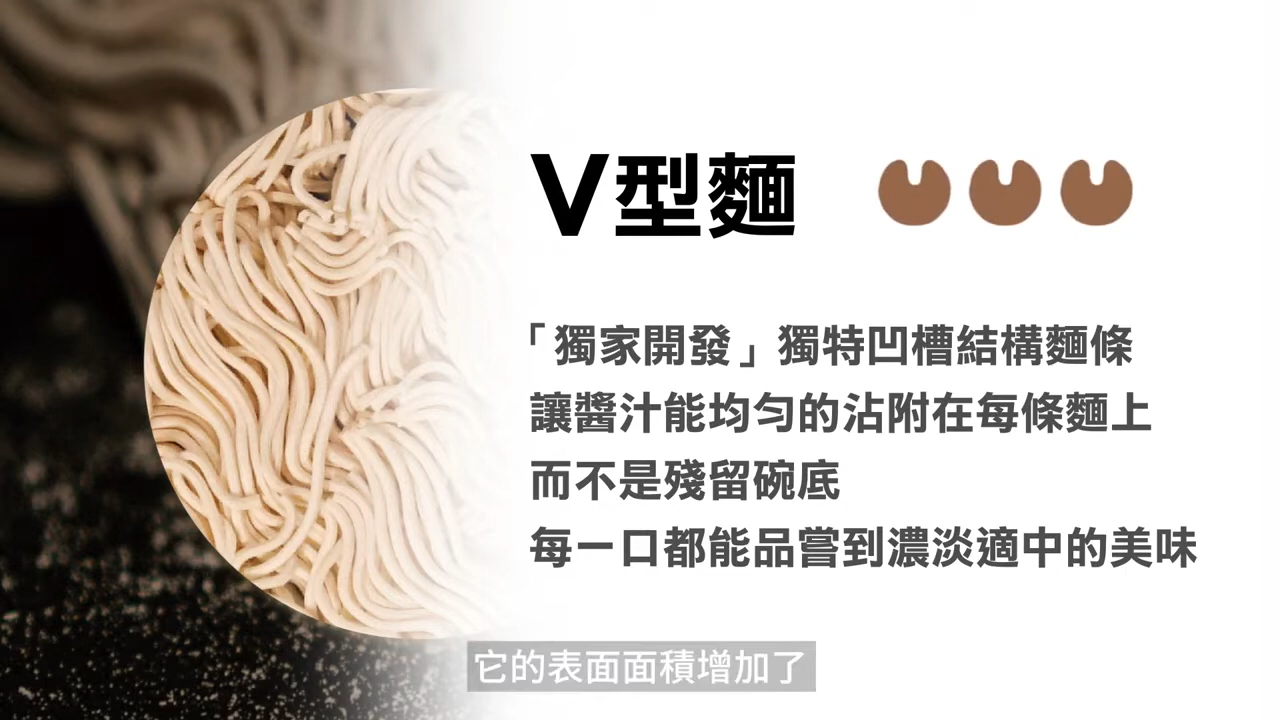 V型麵
「獨家開發」獨特凹槽結構麵條
讓醬汁能均勻的沾附在每條麵上
而不是殘留碗底
每一口都能品嘗到濃淡適中的美味
它的表面面積增加了